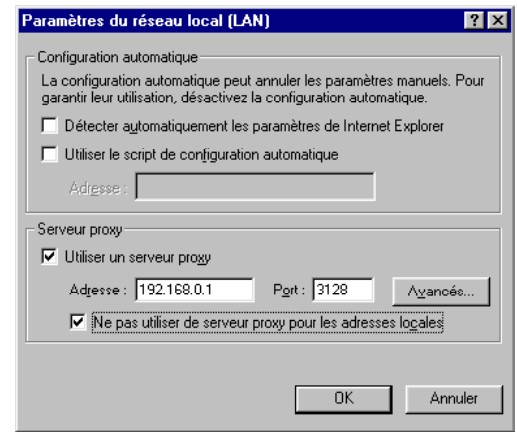 Paramètres du réseau local (LAN)
Configuration automatique
La configuration automatique peut annuler les paramètres manuels. Pour
garantir leur utilisation, désactivez la configuration automatique.
Détecter automatiquement les paramètres de Internet Explorer
Utiliser le script de configuration automatique
Adresse :
Serveur proxy
Utiliser un serveur proxy
Adresse : 192.168.0.1 Port : 3128 Avancés...
Ne pas utiliser de serveur proxy pour les adresses locales
OK Annuler